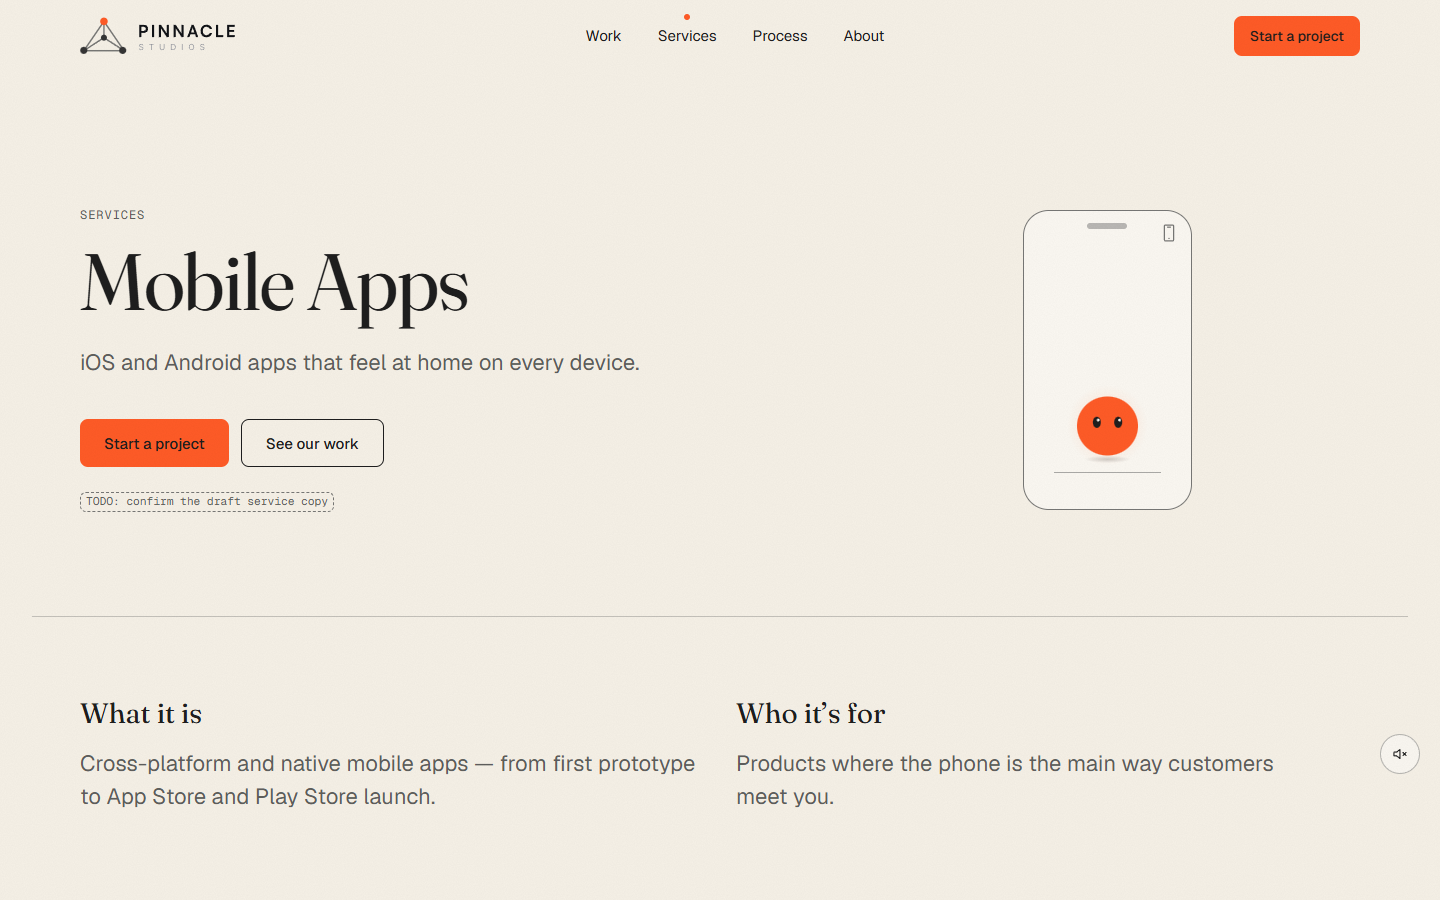 PINNACLE
STUDIOS
Work Services Process About
Start a project
SERVICES
Mobile Apps
iOS and Android apps that feel at home on every device.
Start a project See our work
TODO: confirm the draft service copy
What it is
Cross-platform and native mobile apps — from first prototype
to App Store and Play Store launch.
Who it’s for
Products where the phone is the main way customers
meet you.